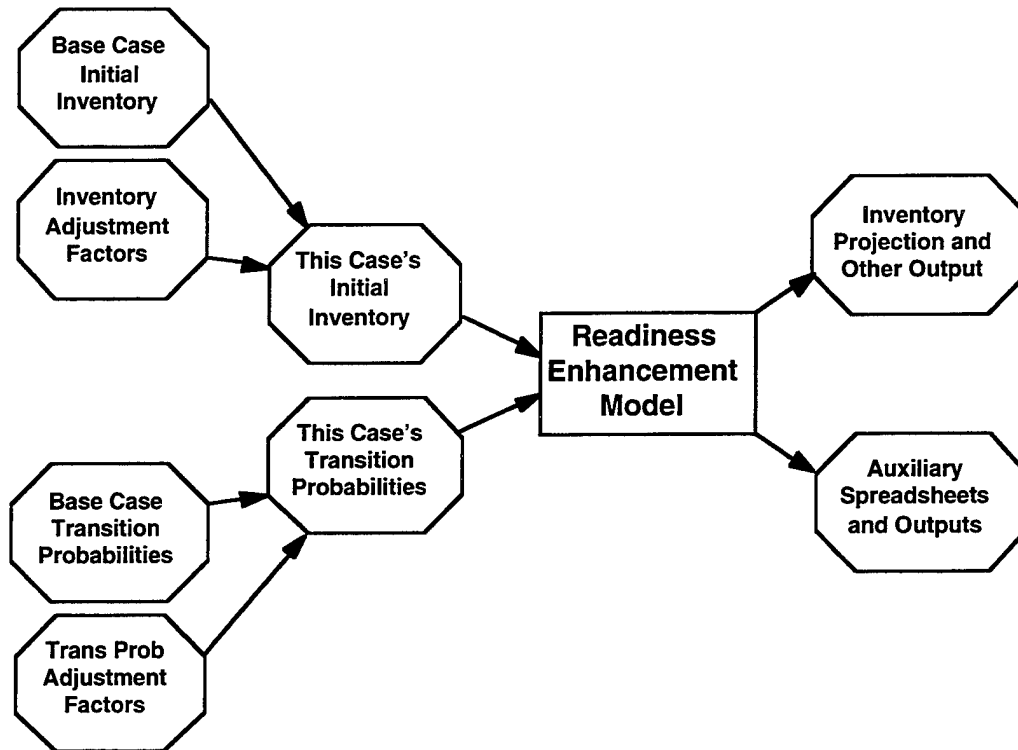 Base Case
Initial
Inventory
Inventory
Adjustment
Factors
This Case's
Initial
Inventory
This Case's
Transition
Probabilities
Base Case
Transition
Probabilities
Trans Prob
Adjustment
Factors
Readiness
Enhancement
Model
Inventory
Projection and
Other Output
Auxiliary
Spreadsheets
and Outputs